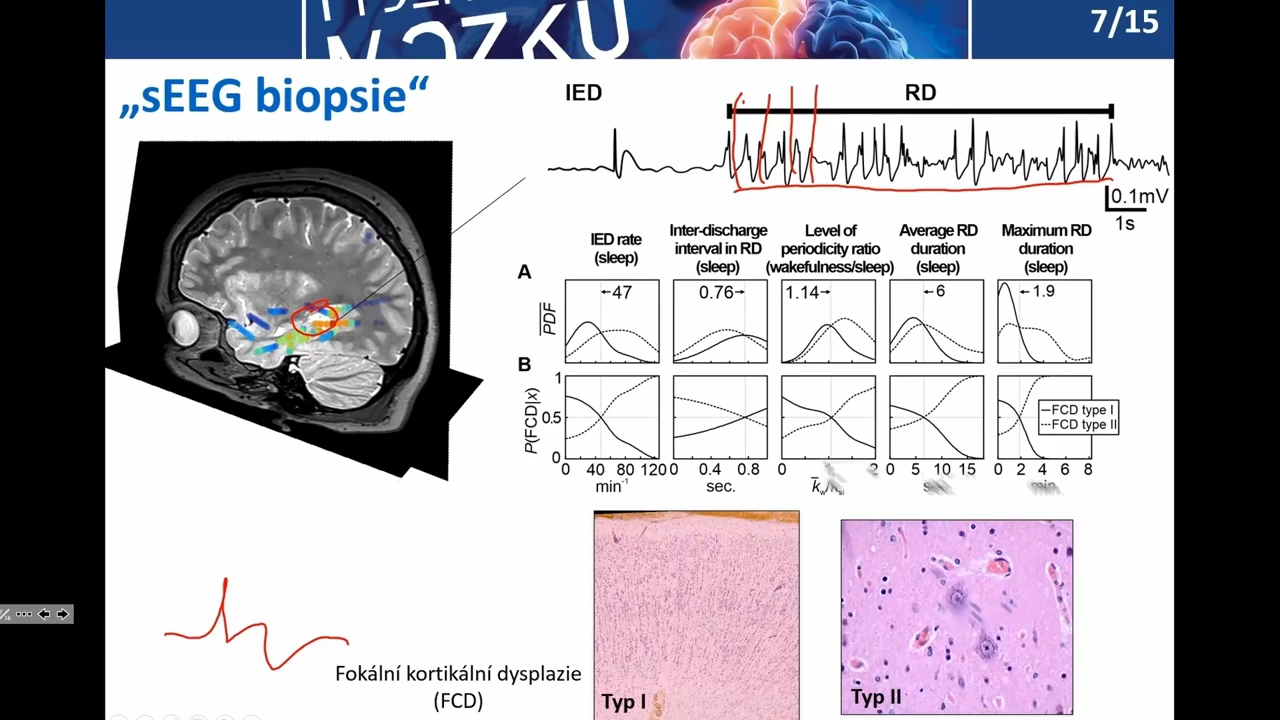 MOZKU
7/15
„sEEG biopsie“
IED
RD
0.1mV
1s
IED rate
(sleep)
Inter-discharge
interval in RD
(sleep)
Level of
periodicity ratio
(wakefulness/sleep)
Average RD
duration
(sleep)
Maximum RD
duration
(sleep)
A
PDF
←47
0.76→
1.14→
←6
←1.9
B
P(FCD|x)
1
0.5
0
FCD type I
FCD type II
0 40 80 120
0 0.4 0.8
0 1 2
0 5 10 15
0 2 4 6 8
min⁻¹
sec.
min
Typ I
Typ II
Fokální kortikální dysplazie
(FCD)